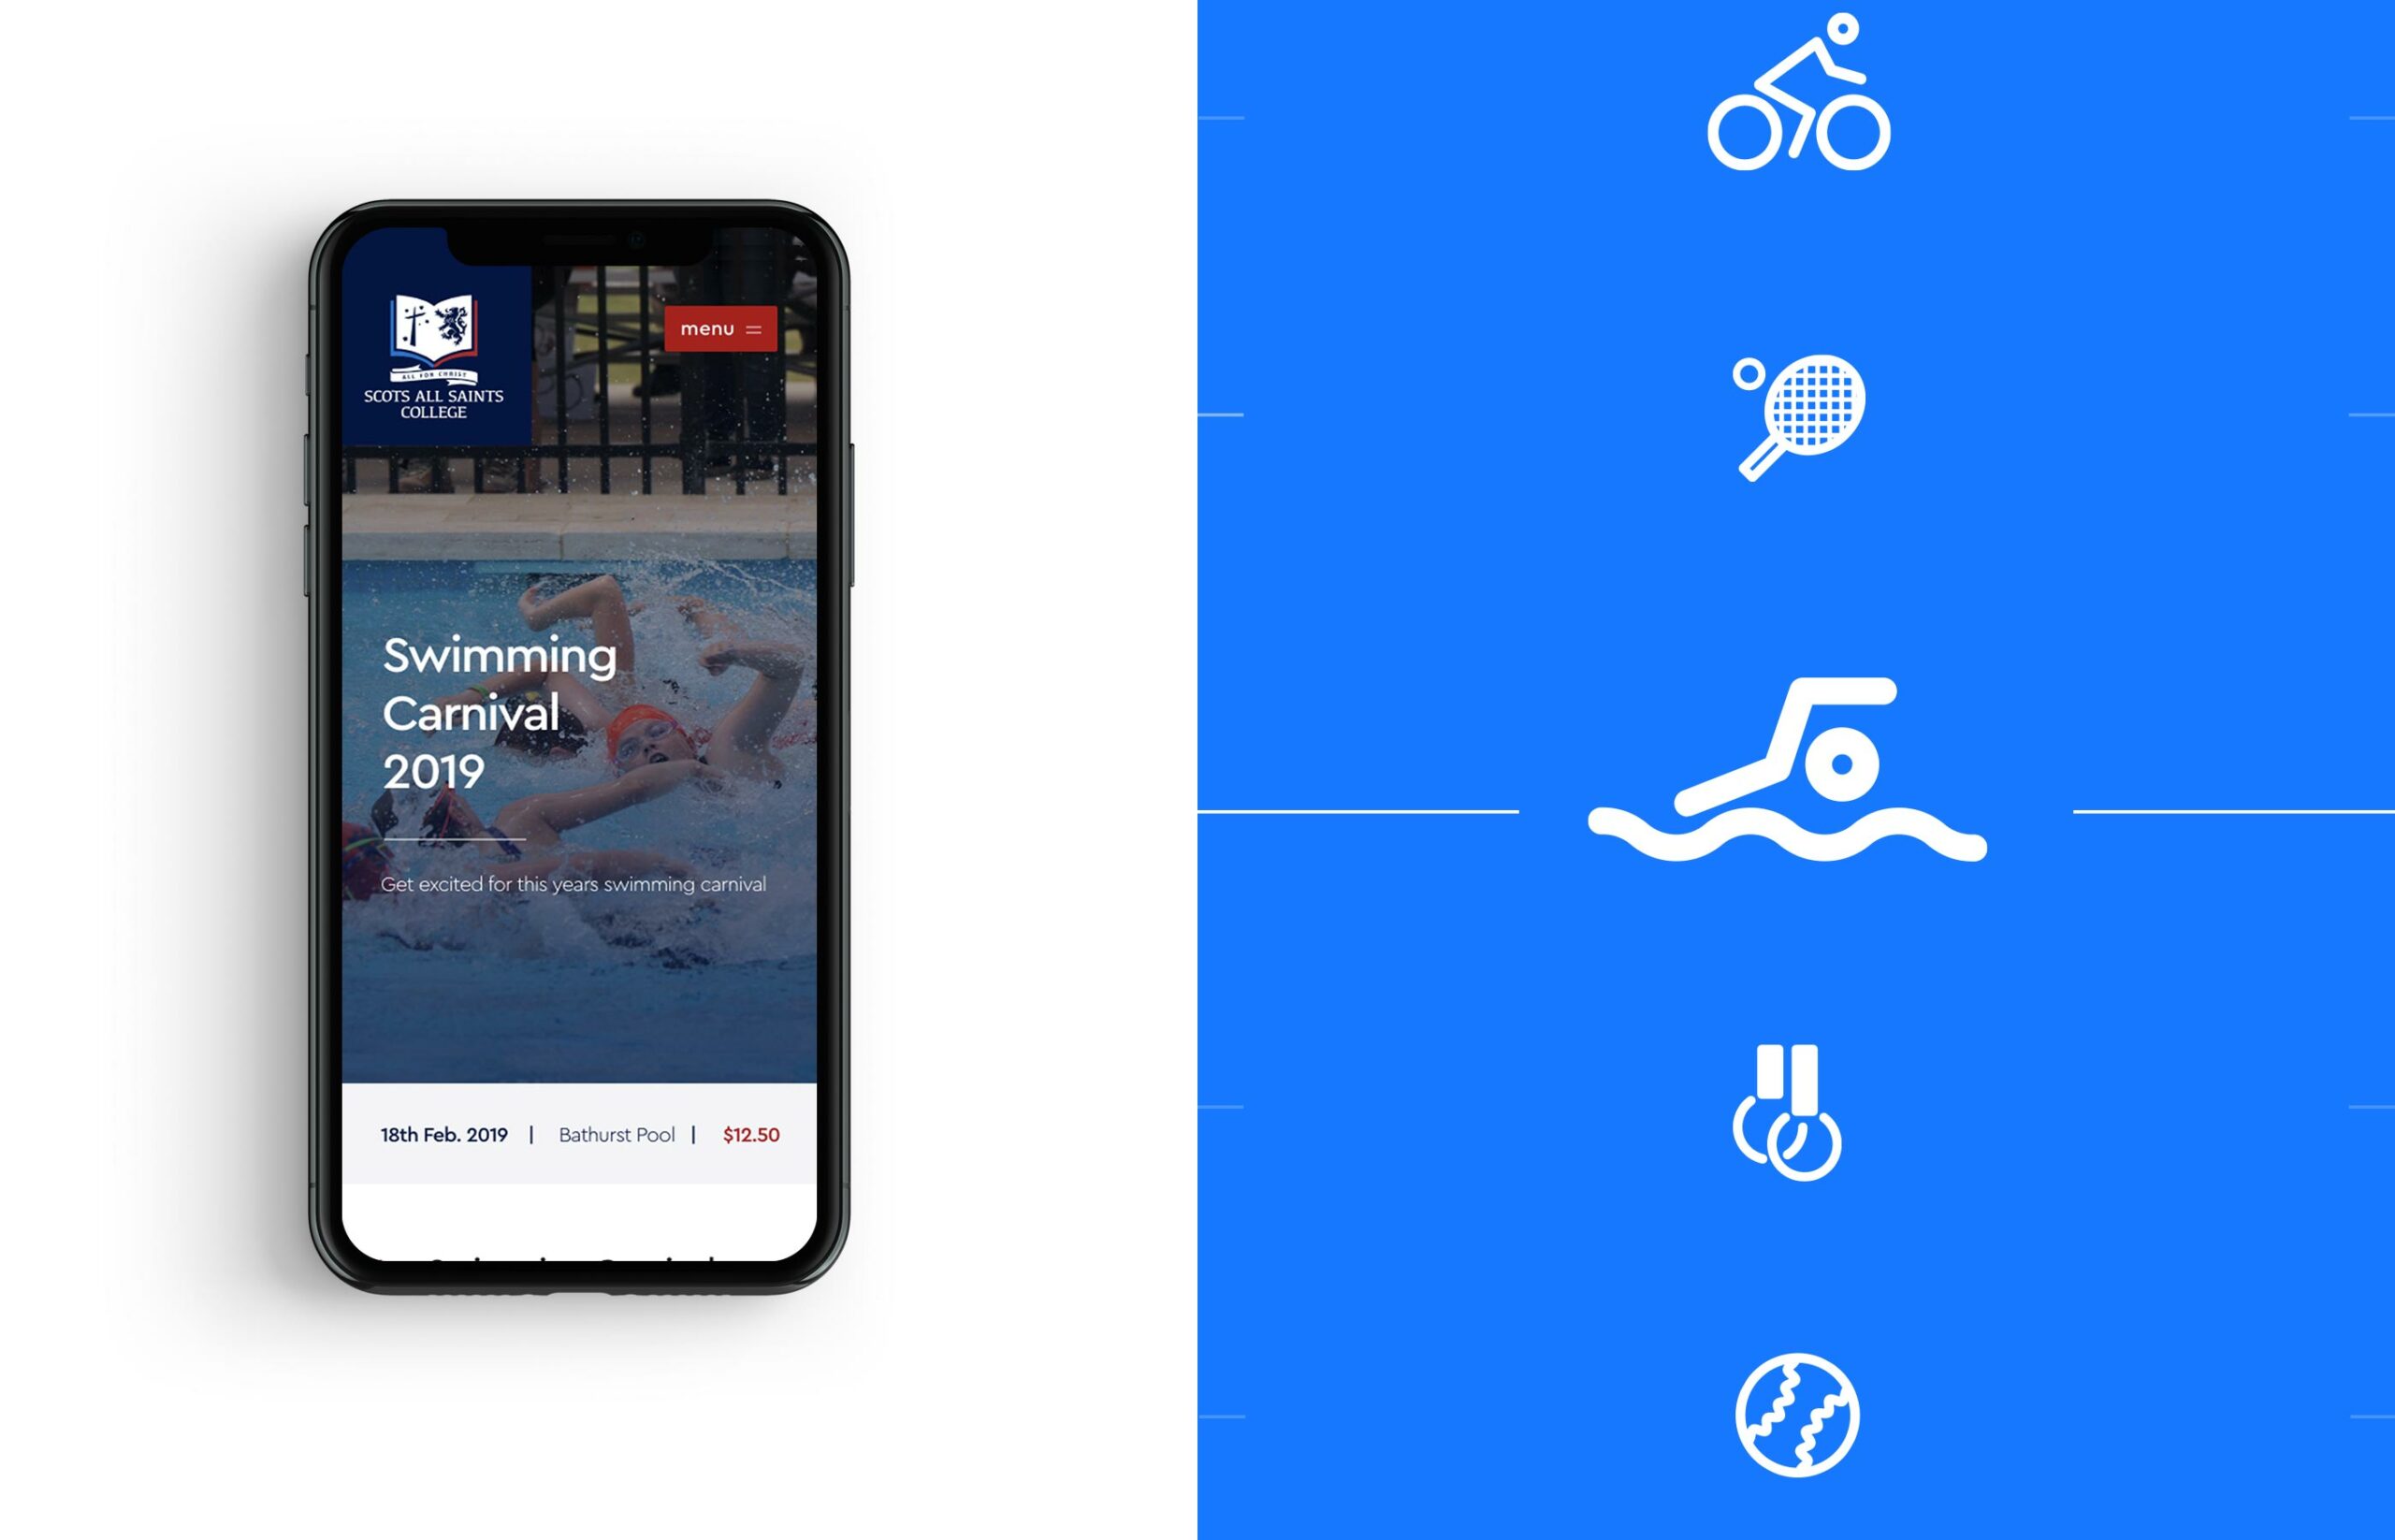 ALL FOR CHRIST
SCOTS ALL SAINTS
COLLEGE
menu
Swimming
Carnival
2019
Get excited for this years swimming carnival
18th Feb. 2019 | Bathurst Pool | $12.50